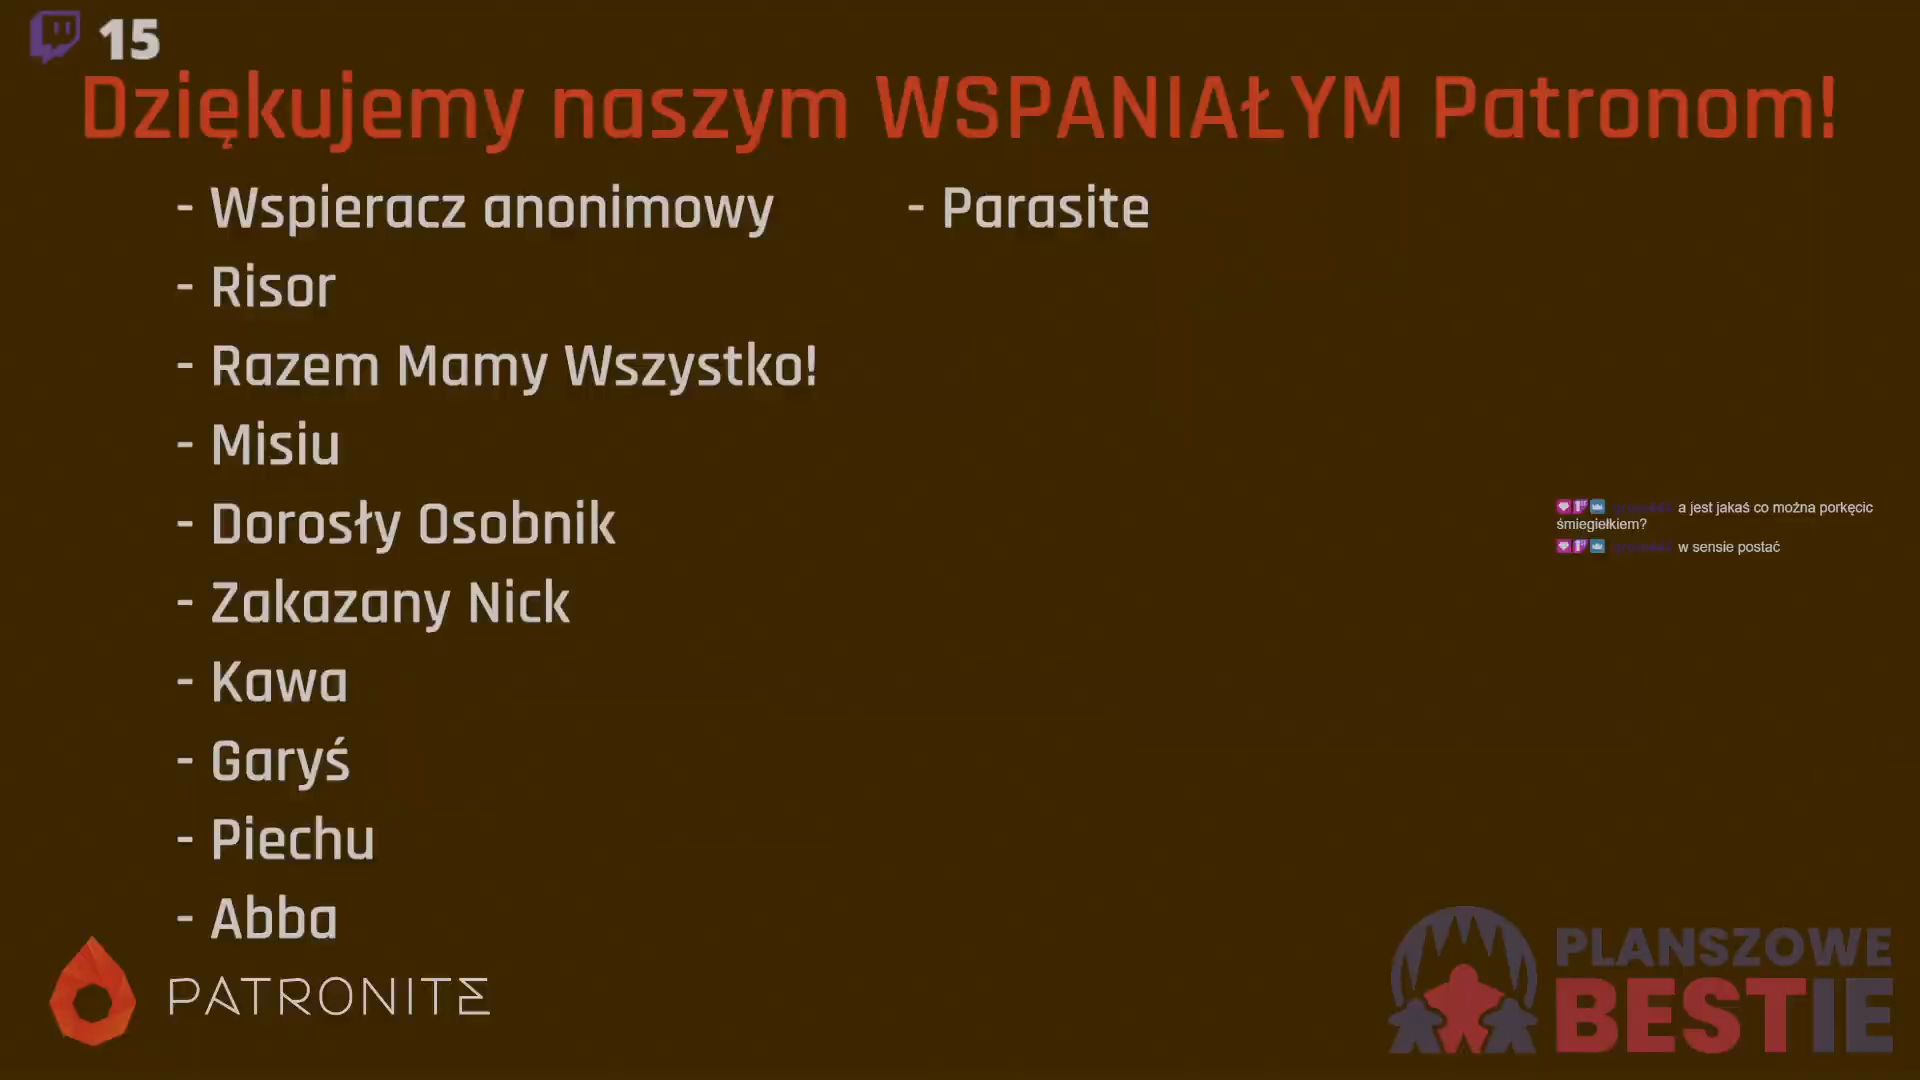 15
Dziękujemy naszym WSPANIAŁYM Patronom!
- Wspieracz anonimowy
- Risor
- Razem Mamy Wszystko!
- Misiu
- Dorosły Osobnik
- Zakazany Nick
- Kawa
- Garyś
- Piechu
- Abba
- Parasite
a jest jakaś co można porkęcic
śmiegiełkiem?
w sensie postać
PATRONITE
PLANSZOWE
BESTIE